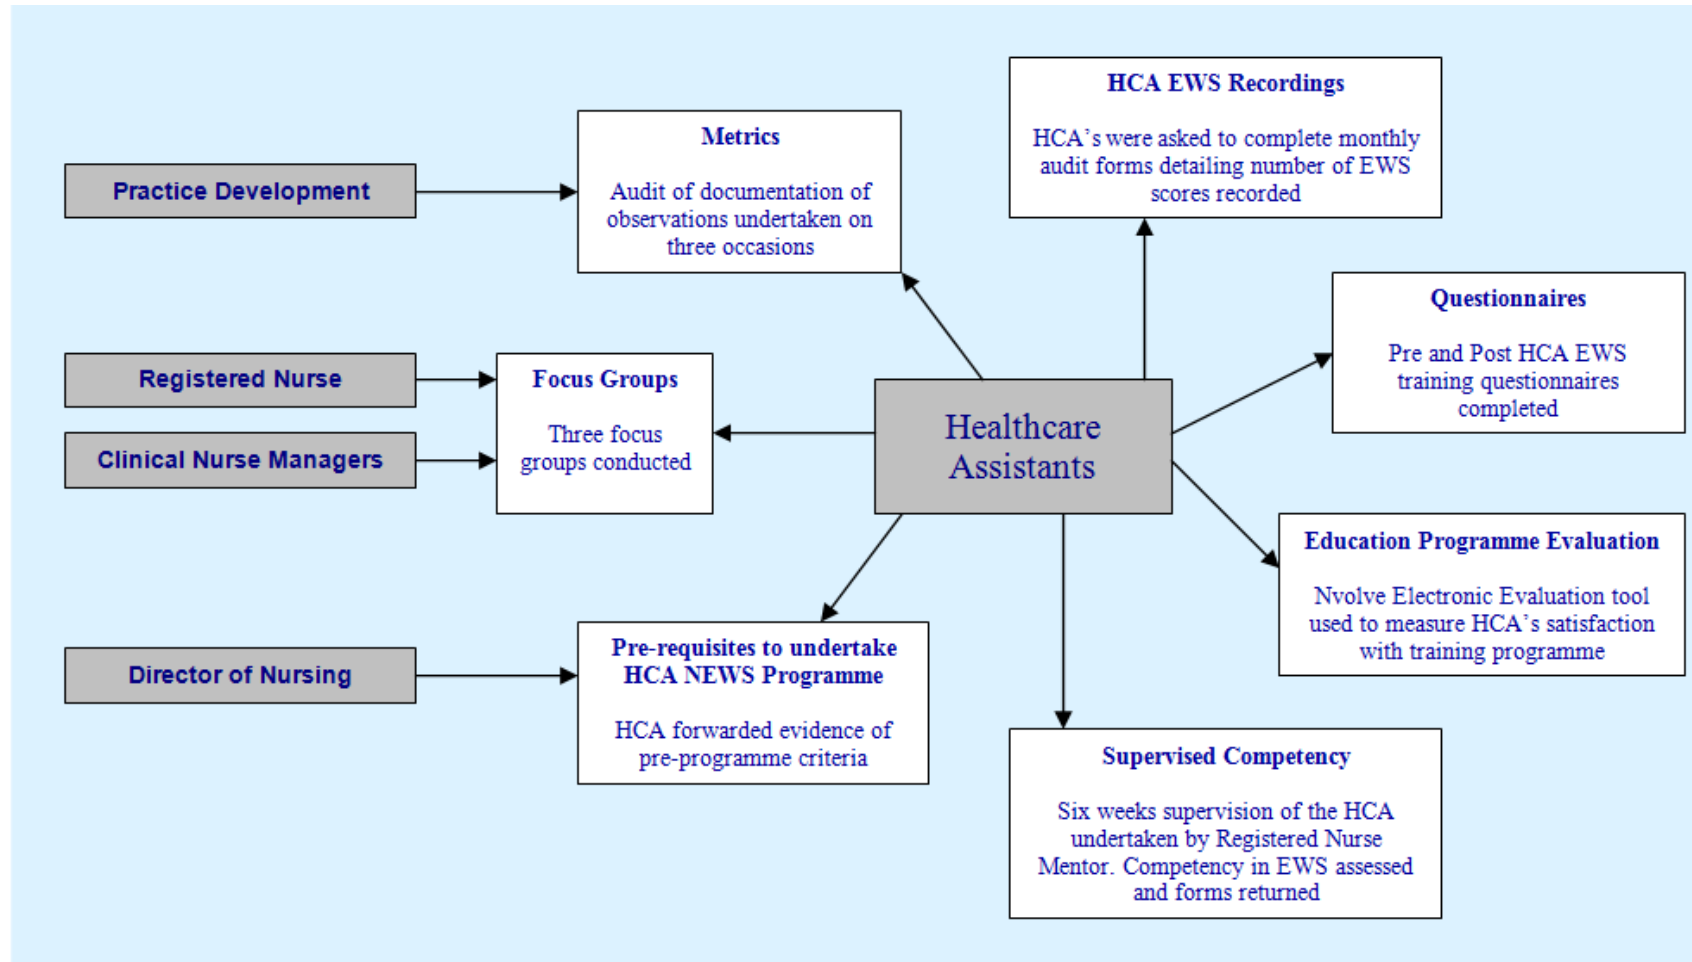 Practice Development
Registered Nurse
Clinical Nurse Managers
Director of Nursing
Metrics
Audit of documentation of
observations undertaken on
three occasions
Focus Groups
Three focus
groups conducted
Pre-requisites to undertake
HCA NEWS Programme
HCA forwarded evidence of
pre-programme criteria
Healthcare
Assistants
HCA EWS Recordings
HCA's were asked to complete monthly
audit forms detailing number of EWS
scores recorded
Questionnaires
Pre and Post HCA EWS
training questionnaires
completed
Education Programme Evaluation
Nvolve Electronic Evaluation tool
used to measure HCA's satisfaction
with training programme
Supervised Competency
Six weeks supervision of the HCA
undertaken by Registered Nurse
Mentor. Competency in EWS assessed
and forms returned